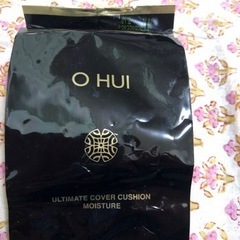 O HUI
ULTIMATE COVER CUSHION
MOISTURE